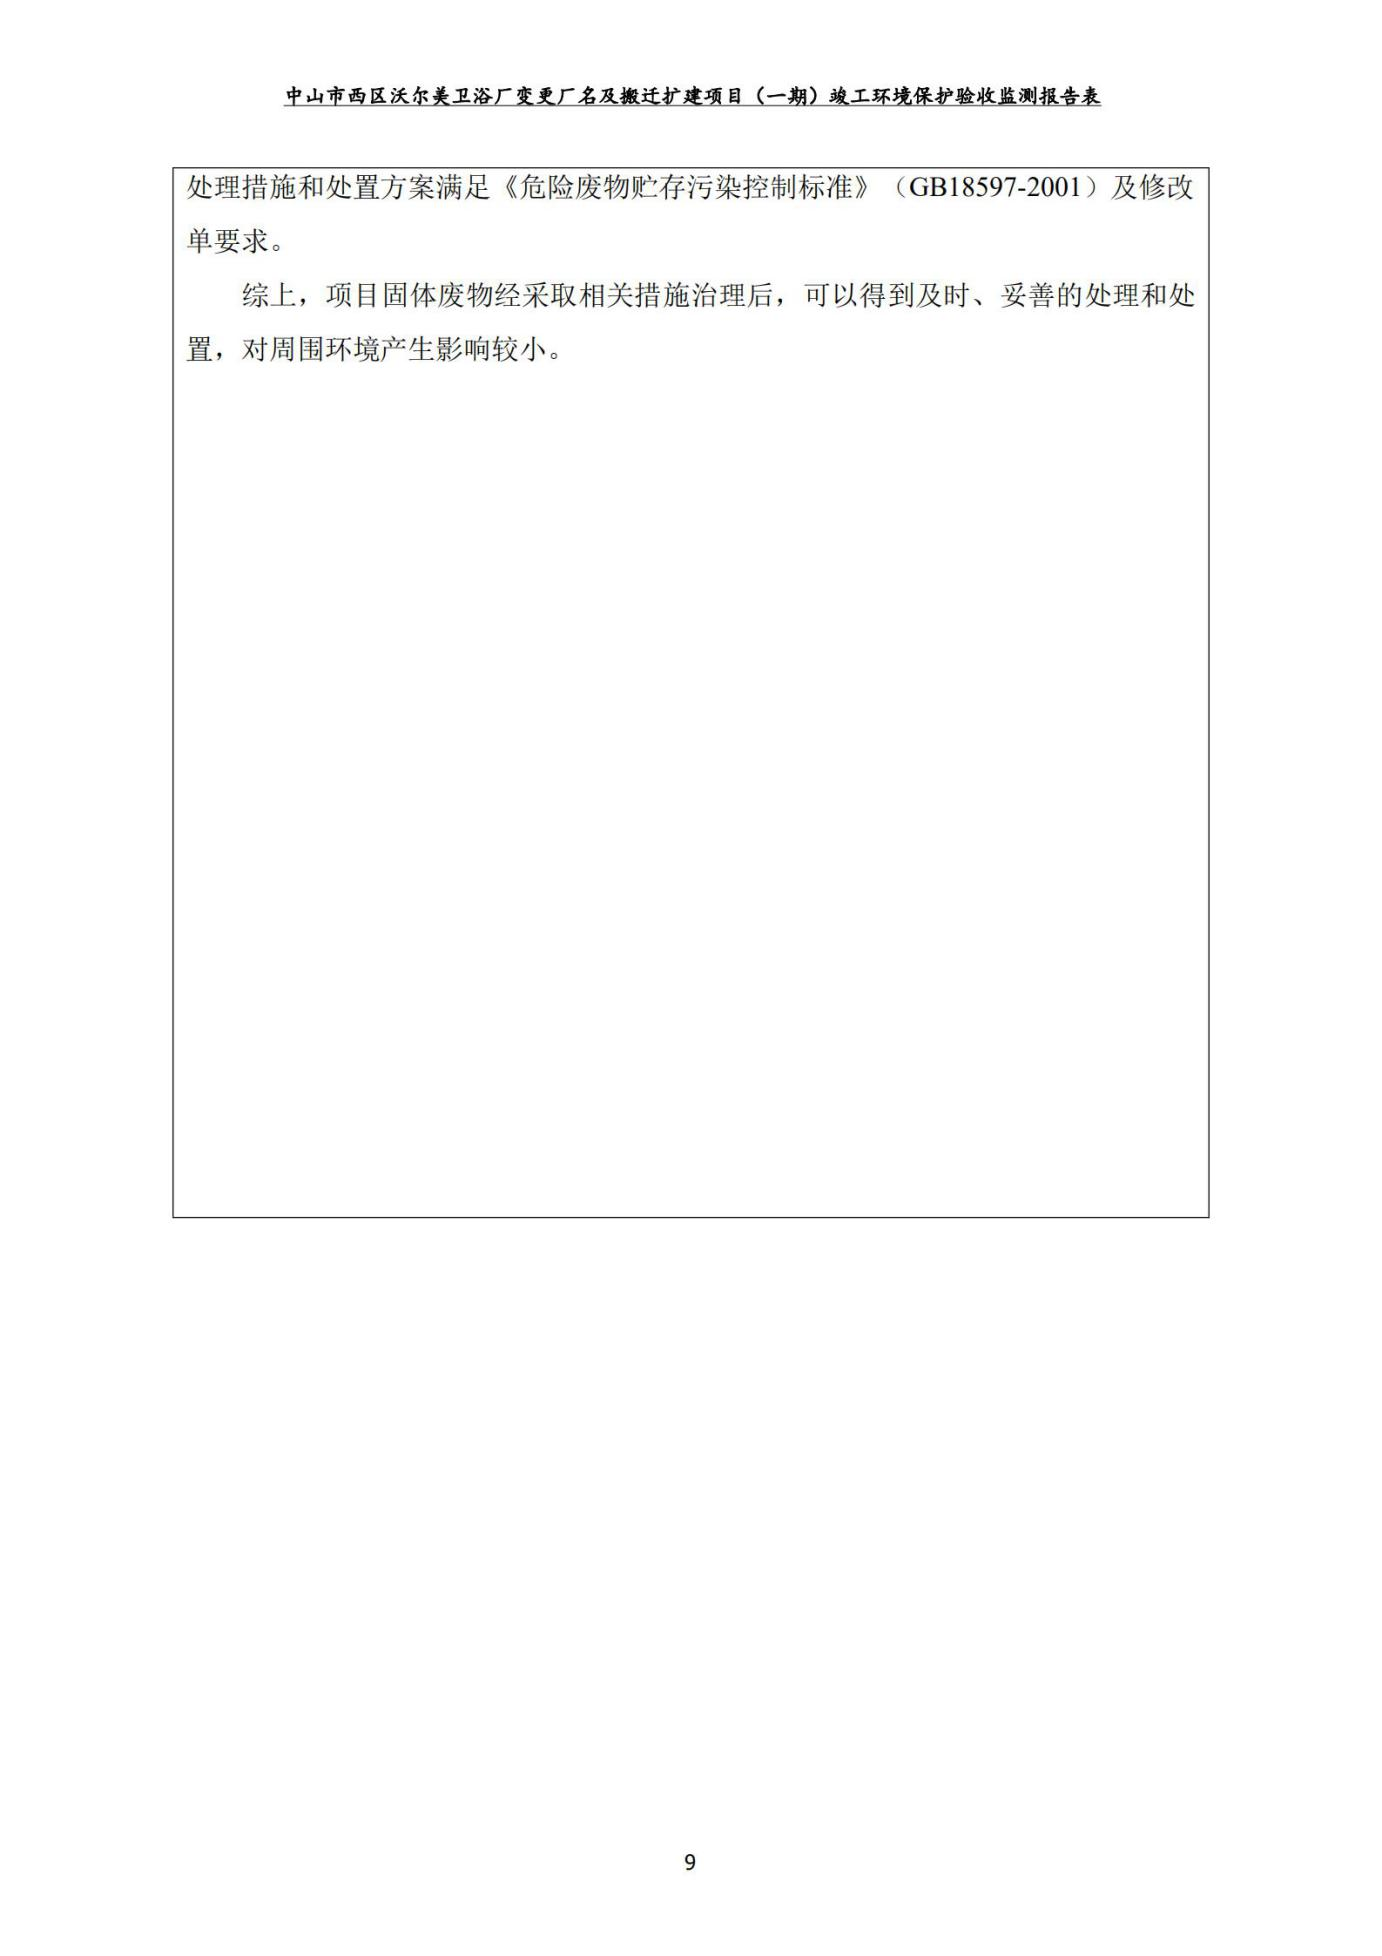 中山市西区沃尔美卫浴厂变更厂名及搬迁扩建项目（一期）竣工环境保护验收监测报告表
处理措施和处置方案满足《危险废物贮存污染控制标准》（GB18597-2001）及修改
单要求。
综上，项目固体废物经采取相关措施治理后，可以得到及时、妥善的处理和处
置，对周围环境产生影响较小。
9